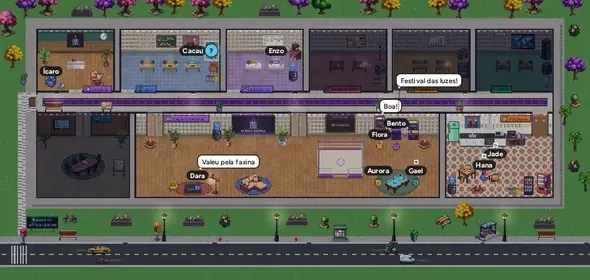 Cacau
Enzo
Ícaro
Festival das luzes!
Boa!
Bento
Flora
Jade
Valeu pela faxina
Hana
Dara
Aurora
Gael